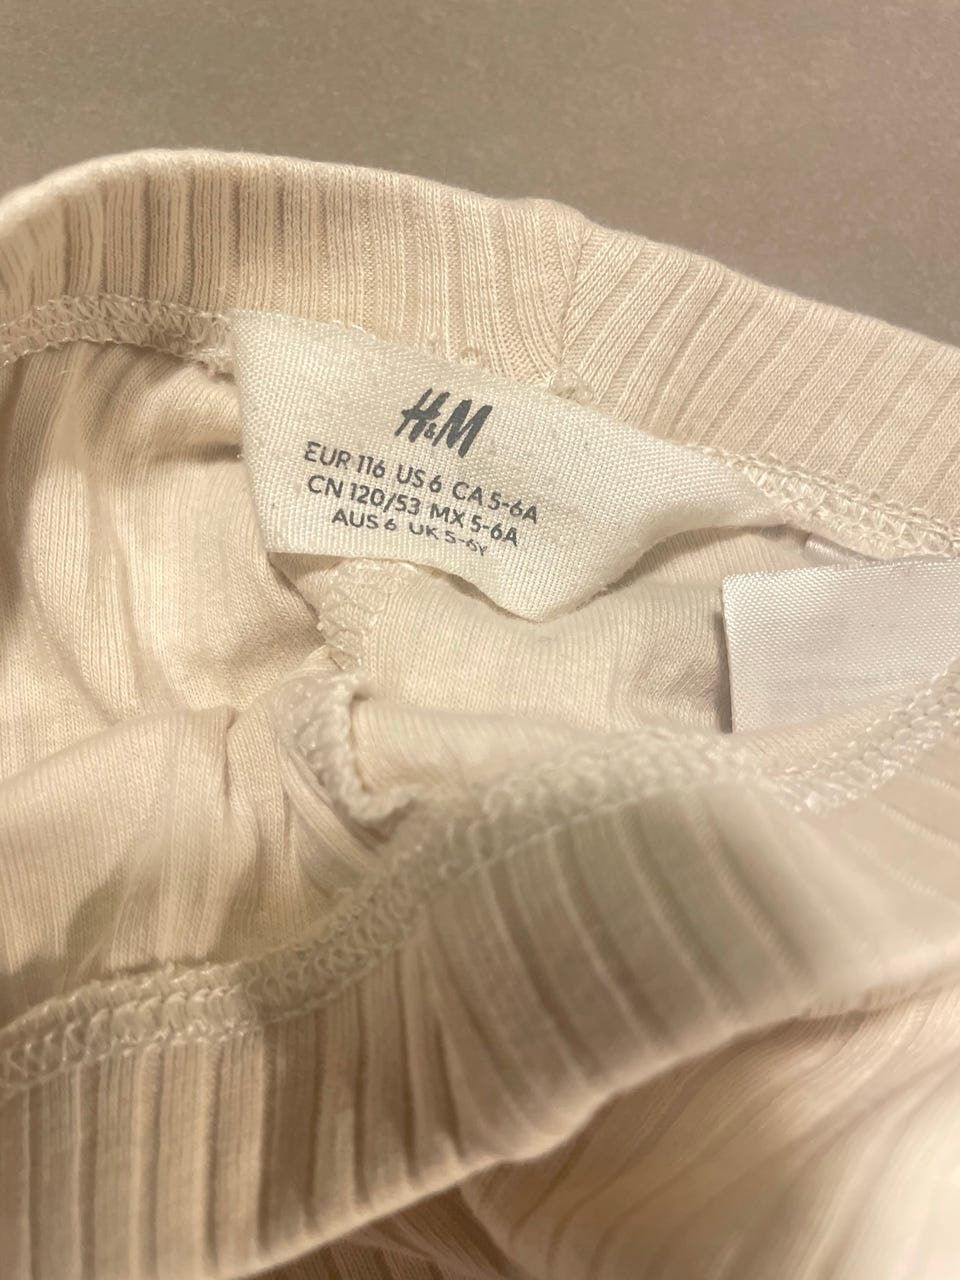 H&M
EUR 116 US 6 CA 5-6A
CN 120/53 MX 5-6A
AUS 6 UK 5-6Y